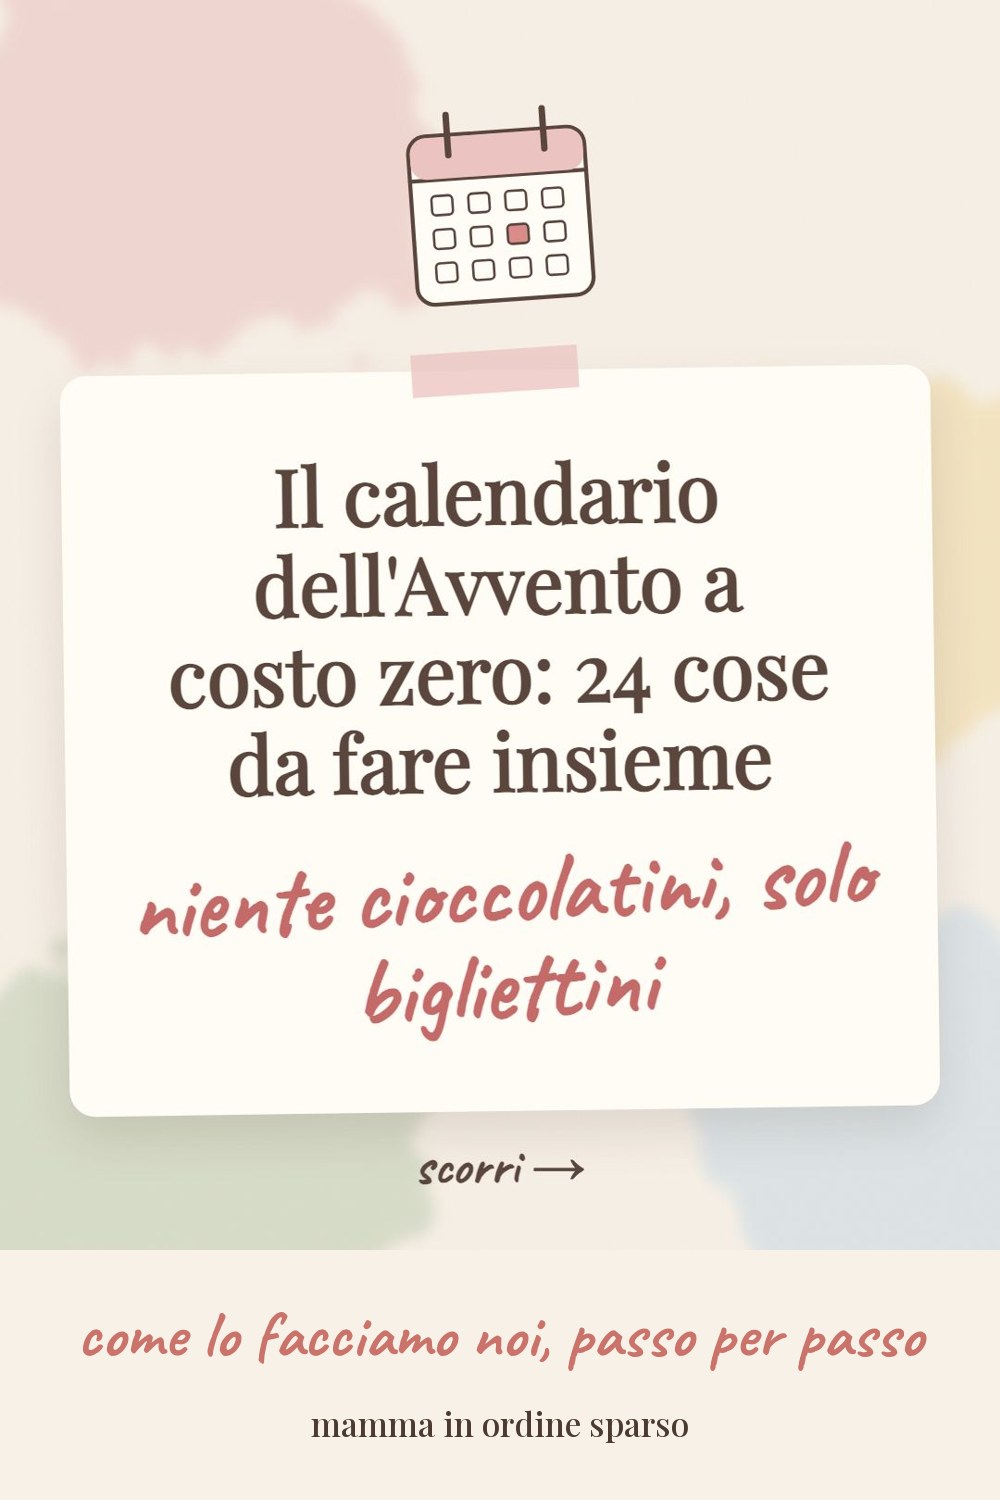 Il calendario
dell'Avvento a
costo zero: 24 cose
da fare insieme
niente cioccolatini, solo
bigliettini
scorri →
come lo facciamo noi, passo per passo
mamma in ordine sparso